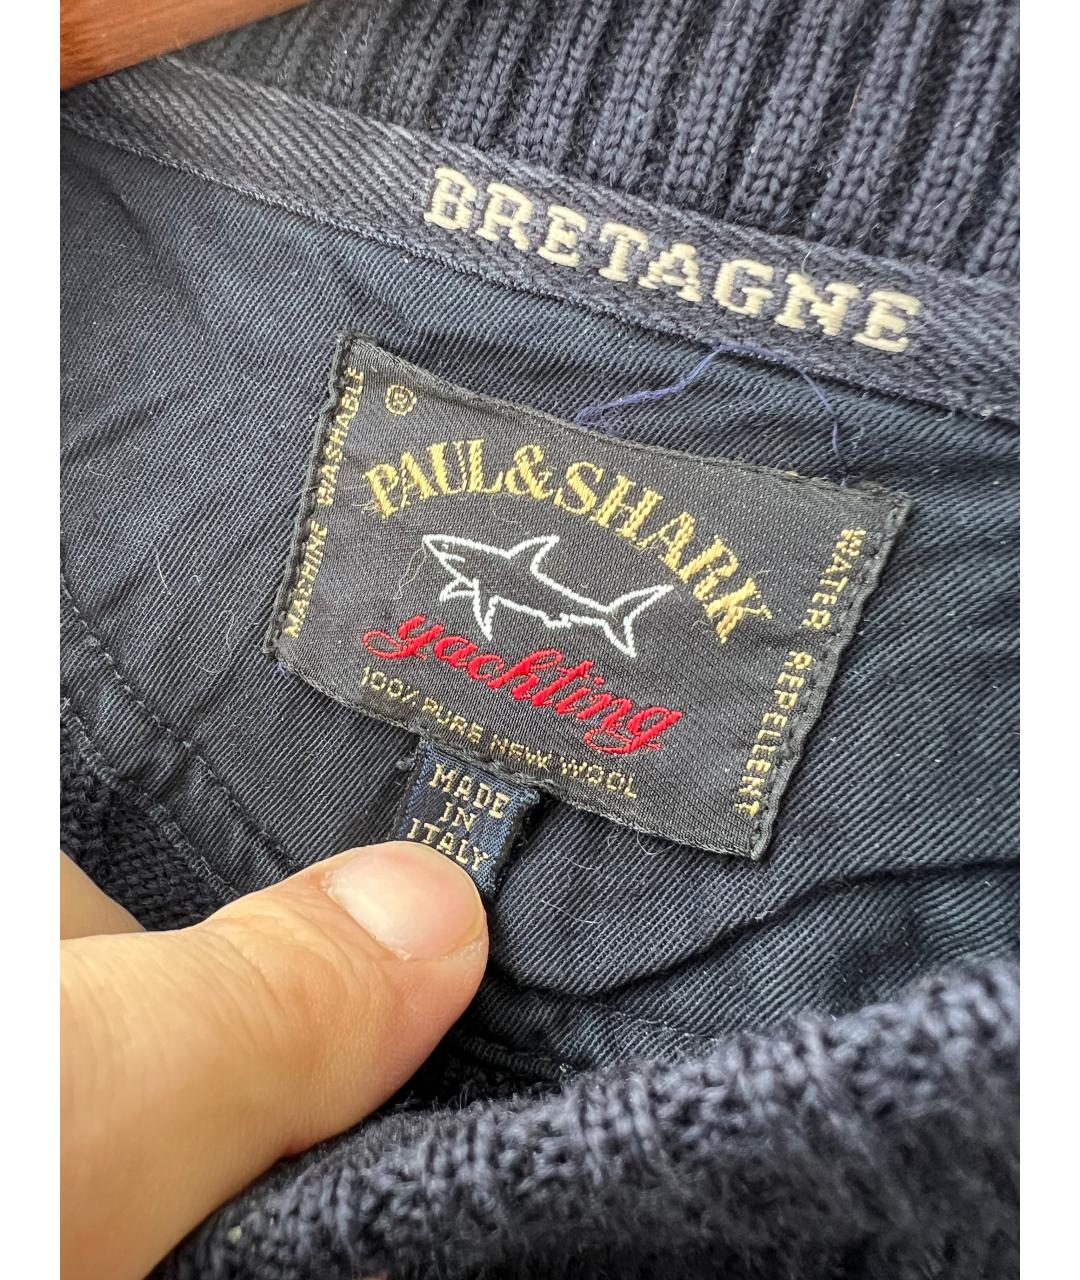 BRETAGNE
®
PAUL&SHARK
yachting
100% PURE NEW WOOL
MACHINE WASHABLE
WATER REPELLENT
MADE
IN
ITALY